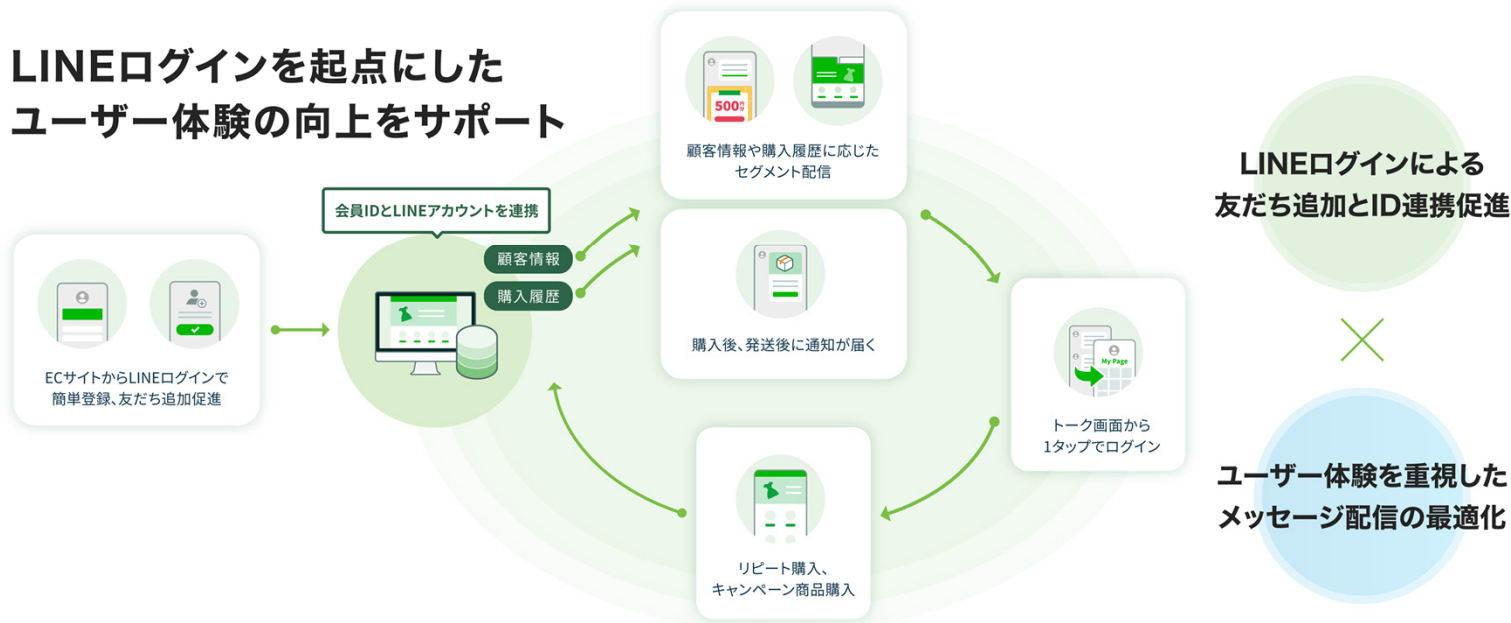 LINEログインを起点にした
ユーザー体験の向上をサポート
会員IDとLINEアカウントを連携
顧客情報
購入履歴
ECサイトからLINEログインで
簡単登録、友だち追加促進
500円
顧客情報や購入履歴に応じた
セグメント配信
購入後、発送後に通知が届く
My Page
トーク画面から
1タップでログイン
リピート購入、
キャンペーン商品購入
LINEログインによる
友だち追加とID連携促進
×
ユーザー体験を重視した
メッセージ配信の最適化